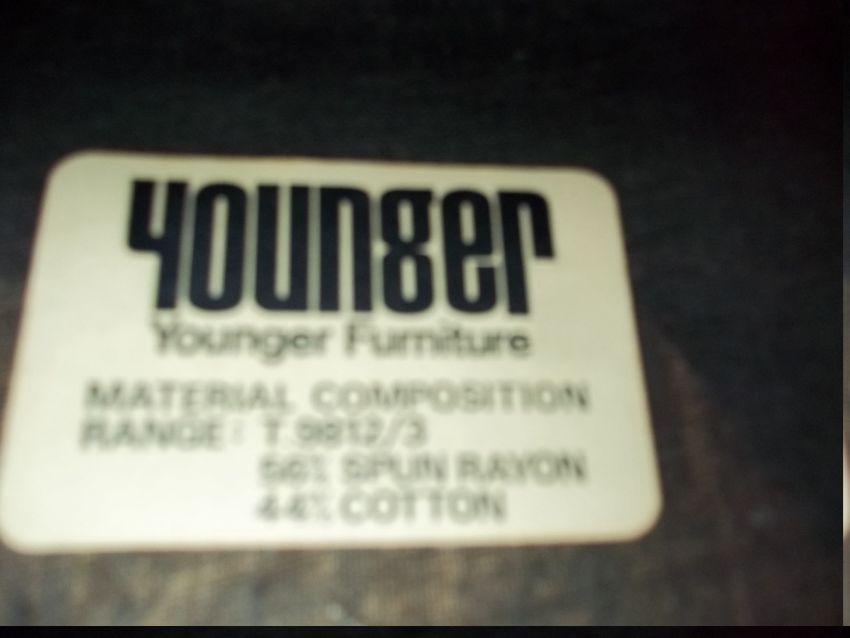 younger
Younger Furniture
MATERIAL COMPOSITION
RANGE: T.9812/3
56% SPUN RAYON
44% COTTON